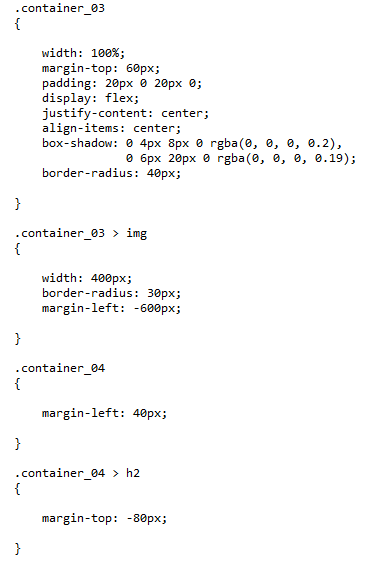 .container_03
{
width: 100%;
margin-top: 60px;
padding: 20px 0 20px 0;
display: flex;
justify-content: center;
align-items: center;
box-shadow: 0 4px 8px 0 rgba(0, 0, 0, 0.2),
0 6px 20px 0 rgba(0, 0, 0, 0.19);
border-radius: 40px;
}
.container_03 > img
{
width: 400px;
border-radius: 30px;
margin-left: -600px;
}
.container_04
{
margin-left: 40px;
}
.container_04 > h2
{
margin-top: -80px;
}